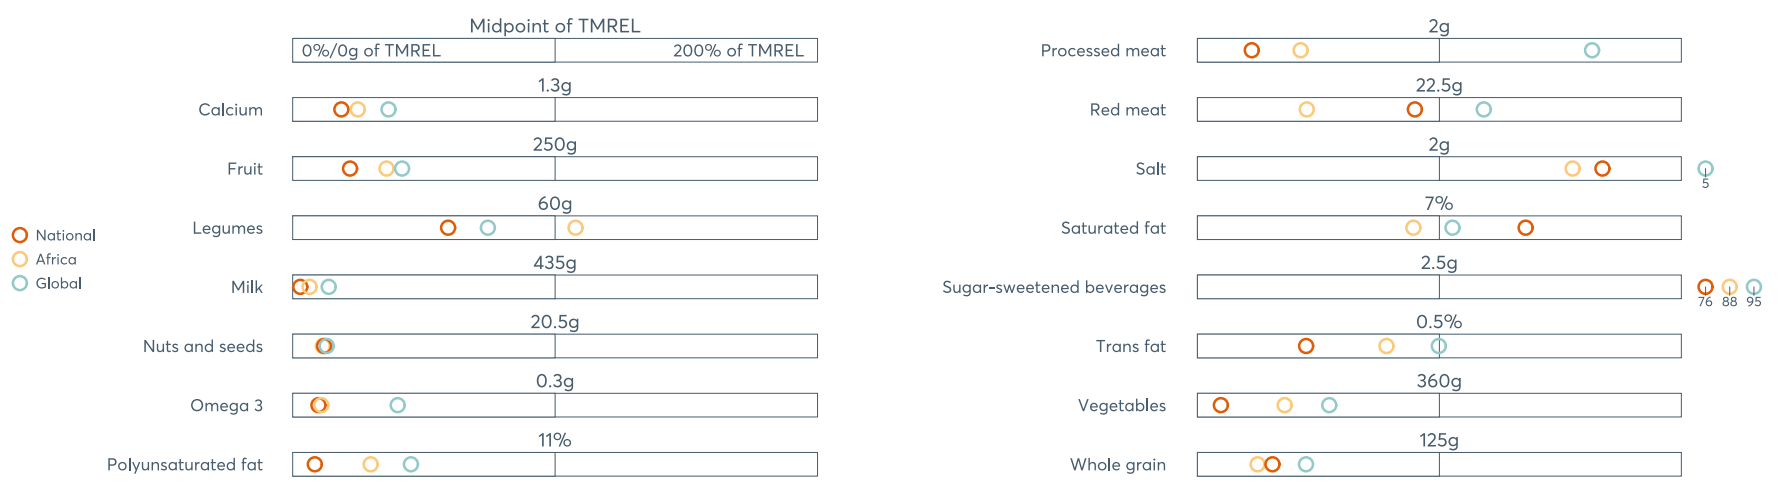 Midpoint of TMREL
0%/0g of TMREL 200% of TMREL
1.3g
Calcium
250g
Fruit
60g
Legumes
435g
Milk
20.5g
Nuts and seeds
0.3g
Omega 3
11%
Polyunsaturated fat
National
Africa
Global
2g
Processed meat
22.5g
Red meat
2g
Salt
5
7%
Saturated fat
2.5g
Sugar-sweetened beverages
76 88 95
0.5%
Trans fat
360g
Vegetables
125g
Whole grain